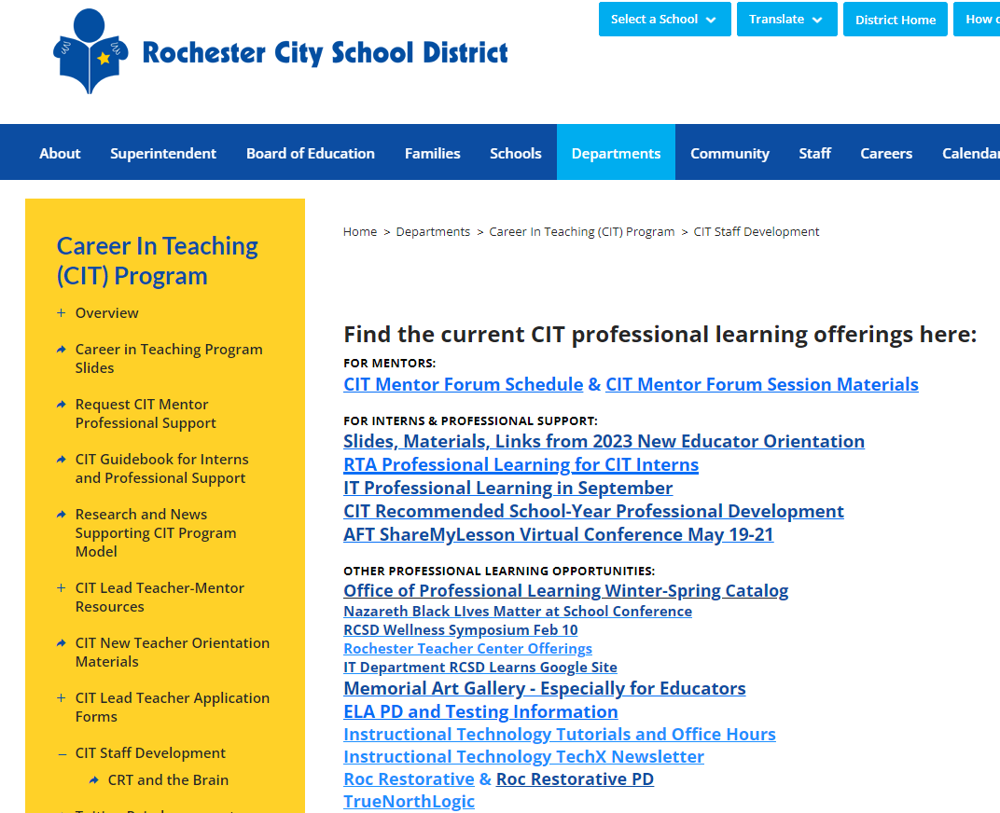 Select a School
Translate
District Home
How
Rochester City School District
About
Superintendent
Board of Education
Families
Schools
Departments
Community
Staff
Careers
Calendar
Career In Teaching
(CIT) Program
+ Overview
Career in Teaching Program
Slides
Request CIT Mentor
Professional Support
CIT Guidebook for Interns
and Professional Support
Research and News
Supporting CIT Program
Model
+ CIT Lead Teacher-Mentor
Resources
CIT New Teacher Orientation
Materials
+ CIT Lead Teacher Application
Forms
– CIT Staff Development
CRT and the Brain
Home > Departments > Career In Teaching (CIT) Program > CIT Staff Development
Find the current CIT professional learning offerings here:
FOR MENTORS:
CIT Mentor Forum Schedule & CIT Mentor Forum Session Materials
FOR INTERNS & PROFESSIONAL SUPPORT:
Slides, Materials, Links from 2023 New Educator Orientation
RTA Professional Learning for CIT Interns
IT Professional Learning in September
CIT Recommended School-Year Professional Development
AFT ShareMyLesson Virtual Conference May 19-21
OTHER PROFESSIONAL LEARNING OPPORTUNITIES:
Office of Professional Learning Winter-Spring Catalog
Nazareth Black LIves Matter at School Conference
RCSD Wellness Symposium Feb 10
Rochester Teacher Center Offerings
IT Department RCSD Learns Google Site
Memorial Art Gallery - Especially for Educators
ELA PD and Testing Information
Instructional Technology Tutorials and Office Hours
Instructional Technology TechX Newsletter
Roc Restorative & Roc Restorative PD
TrueNorthLogic